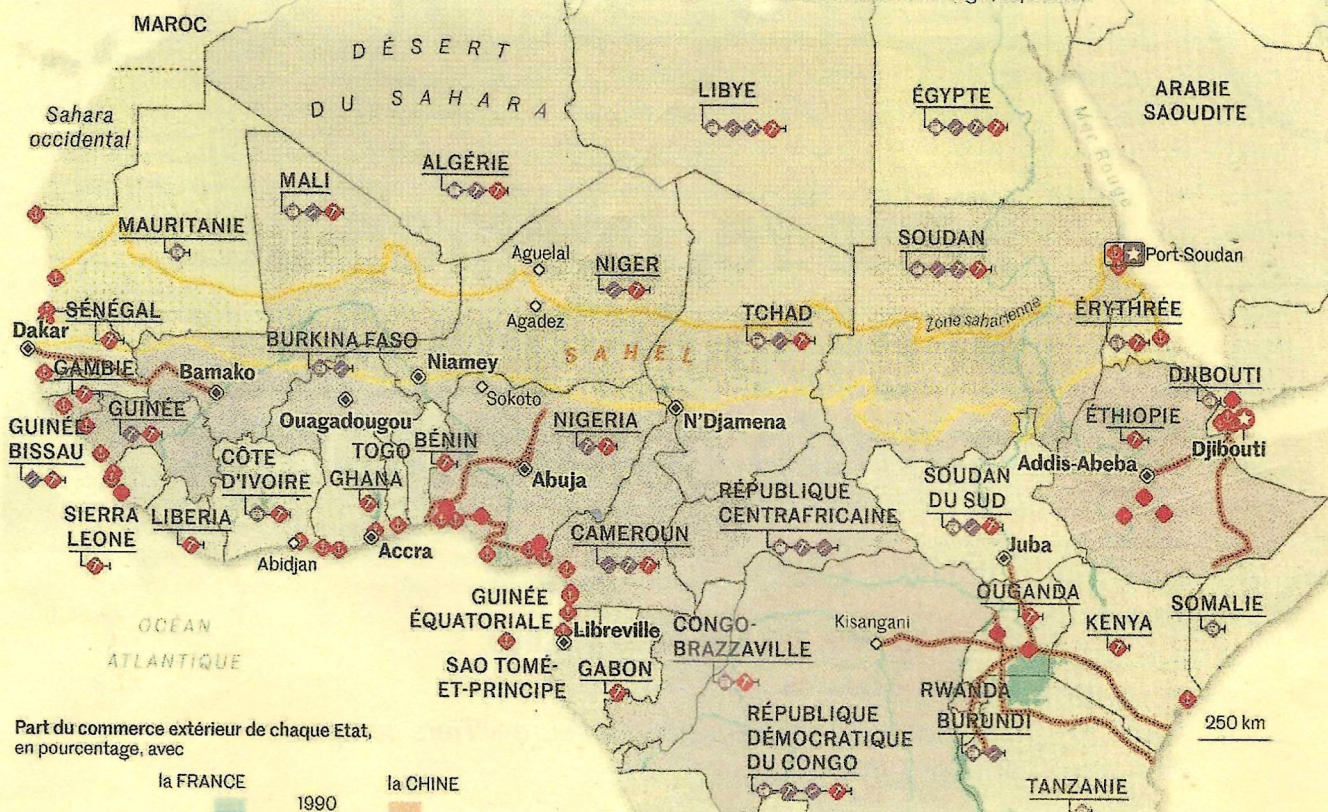 MAROC
DÉSERT
DU SAHARA
LIBYE
ÉGYPTE
ARABIE
SAOUDITE
Mer Rouge
Sahara
occidental
ALGÉRIE
MALI
MAURITANIE
Aguelal
NIGER
SOUDAN
Port-Soudan
SÉNÉGAL
Agadez
TCHAD
Zone saharienne
ÉRYTHRÉE
Dakar
BURKINA FASO
SAHEL
GAMBIE
Bamako
Niamey
Sokoto
DJIBOUTI
GUINÉE
Ouagadougou
NIGERIA
N'Djamena
ÉTHIOPIE
GUINÉE
BISSAU
CÔTE
D'IVOIRE
TOGO
BÉNIN
GHANA
Abuja
Addis-Abeba
Djibouti
SOUDAN
DU SUD
RÉPUBLIQUE
CENTRAFRICAINE
SIERRA
LEONE
LIBERIA
Abidjan
Accra
CAMEROUN
Juba
OUGANDA
GUINÉE
ÉQUATORIALE
Libreville
CONGO-
BRAZZAVILLE
Kisangani
KENYA
SOMALIE
OCÉAN
ATLANTIQUE
SAO TOMÉ-
ET-PRINCIPE
GABON
RWANDA
BURUNDI
RÉPUBLIQUE
DÉMOCRATIQUE
DU CONGO
250 km
TANZANIE
Part du commerce extérieur de chaque Etat,
en pourcentage, avec
la FRANCE
la CHINE
1990